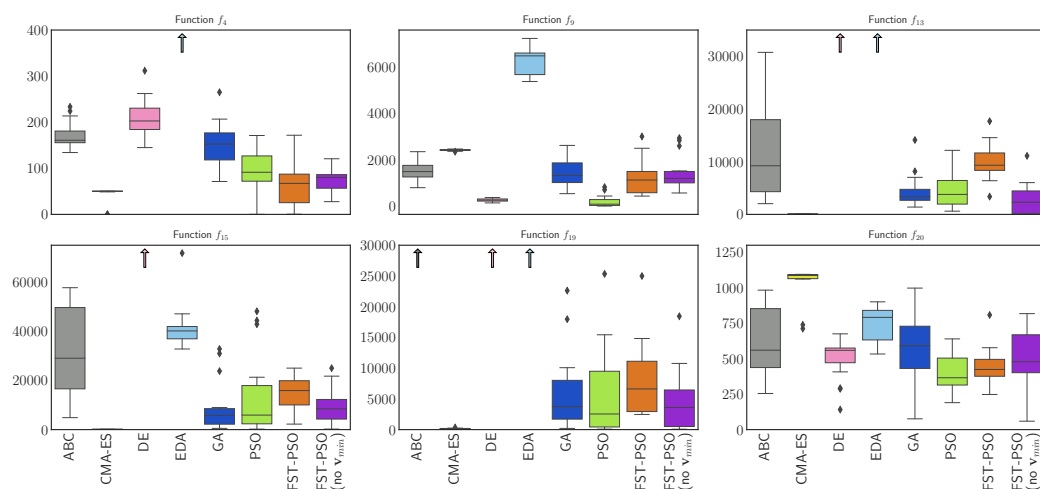 Function f₄
Function f₉
Function f₁₃
400
300
200
100
0
6000
4000
2000
0
30000
20000
10000
0
Function f₁₅
Function f₁₉
Function f₂₀
60000
40000
20000
0
30000
25000
20000
15000
10000
5000
0
1250
1000
750
500
250
0
ABC
CMA-ES
DE
EDA
GA
PSO
FST-PSO
FST-PSO
(no v_min)
ABC
CMA-ES
DE
EDA
GA
PSO
FST-PSO
FST-PSO
(no v_min)
ABC
CMA-ES
DE
EDA
GA
PSO
FST-PSO
FST-PSO
(no v_min)